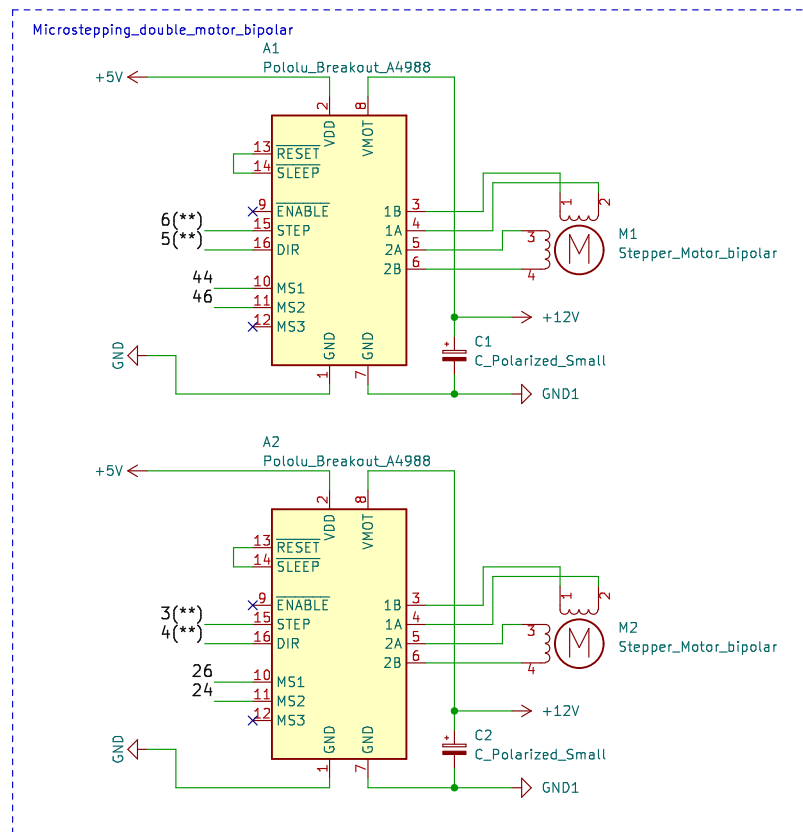 Microstepping_double_motor_bipolar
A1
Pololu_Breakout_A4988
+5V
2
8
VDD
VMOT
13
RESET
14
SLEEP
9
ENABLE
6(**)
15
STEP
5(**)
16
DIR
44
10
MS1
46
11
MS2
12
MS3
1B
3
1A
4
2A
5
2B
6
1
2
3
4
M
M1
Stepper_Motor_bipolar
+12V
C1
+
C_Polarized_Small
GND
GND
GND
1
7
GND1
A2
Pololu_Breakout_A4988
+5V
2
8
VDD
VMOT
13
RESET
14
SLEEP
9
ENABLE
3(**)
15
STEP
4(**)
16
DIR
26
10
MS1
24
11
MS2
12
MS3
1B
3
1A
4
2A
5
2B
6
1
2
3
4
M
M2
Stepper_Motor_bipolar
+12V
C2
+
C_Polarized_Small
GND
GND
GND
1
7
GND1